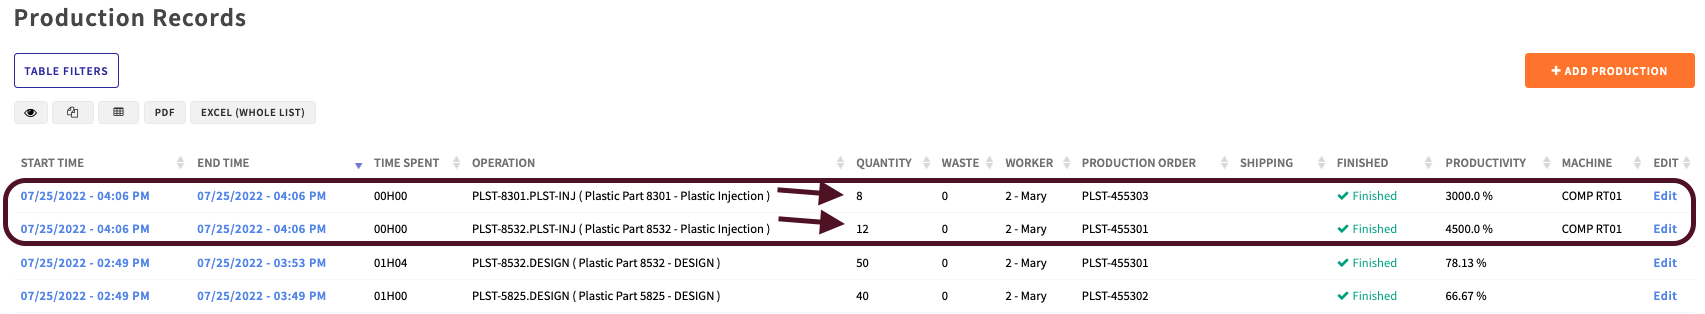 Production Records
TABLE FILTERS
+ ADD PRODUCTION
PDF EXCEL (WHOLE LIST)
START TIME END TIME TIME SPENT OPERATION QUANTITY WASTE WORKER PRODUCTION ORDER SHIPPING FINISHED PRODUCTIVITY MACHINE EDIT
07/25/2022 - 04:06 PM 07/25/2022 - 04:06 PM 00H00 PLST-8301.PLST-INJ ( Plastic Part 8301 - Plastic Injection ) 8 0 2 - Mary PLST-455303 Finished 3000.0 % COMP RT01 Edit
07/25/2022 - 04:06 PM 07/25/2022 - 04:06 PM 00H00 PLST-8532.PLST-INJ ( Plastic Part 8532 - Plastic Injection ) 12 0 2 - Mary PLST-455301 Finished 4500.0 % COMP RT01 Edit
07/25/2022 - 02:49 PM 07/25/2022 - 03:53 PM 01H04 PLST-8532.DESIGN ( Plastic Part 8532 - DESIGN ) 50 0 2 - Mary PLST-455301 Finished 78.13 % Edit
07/25/2022 - 02:49 PM 07/25/2022 - 03:49 PM 01H00 PLST-5825.DESIGN ( Plastic Part 5825 - DESIGN ) 40 0 2 - Mary PLST-455302 Finished 66.67 % Edit